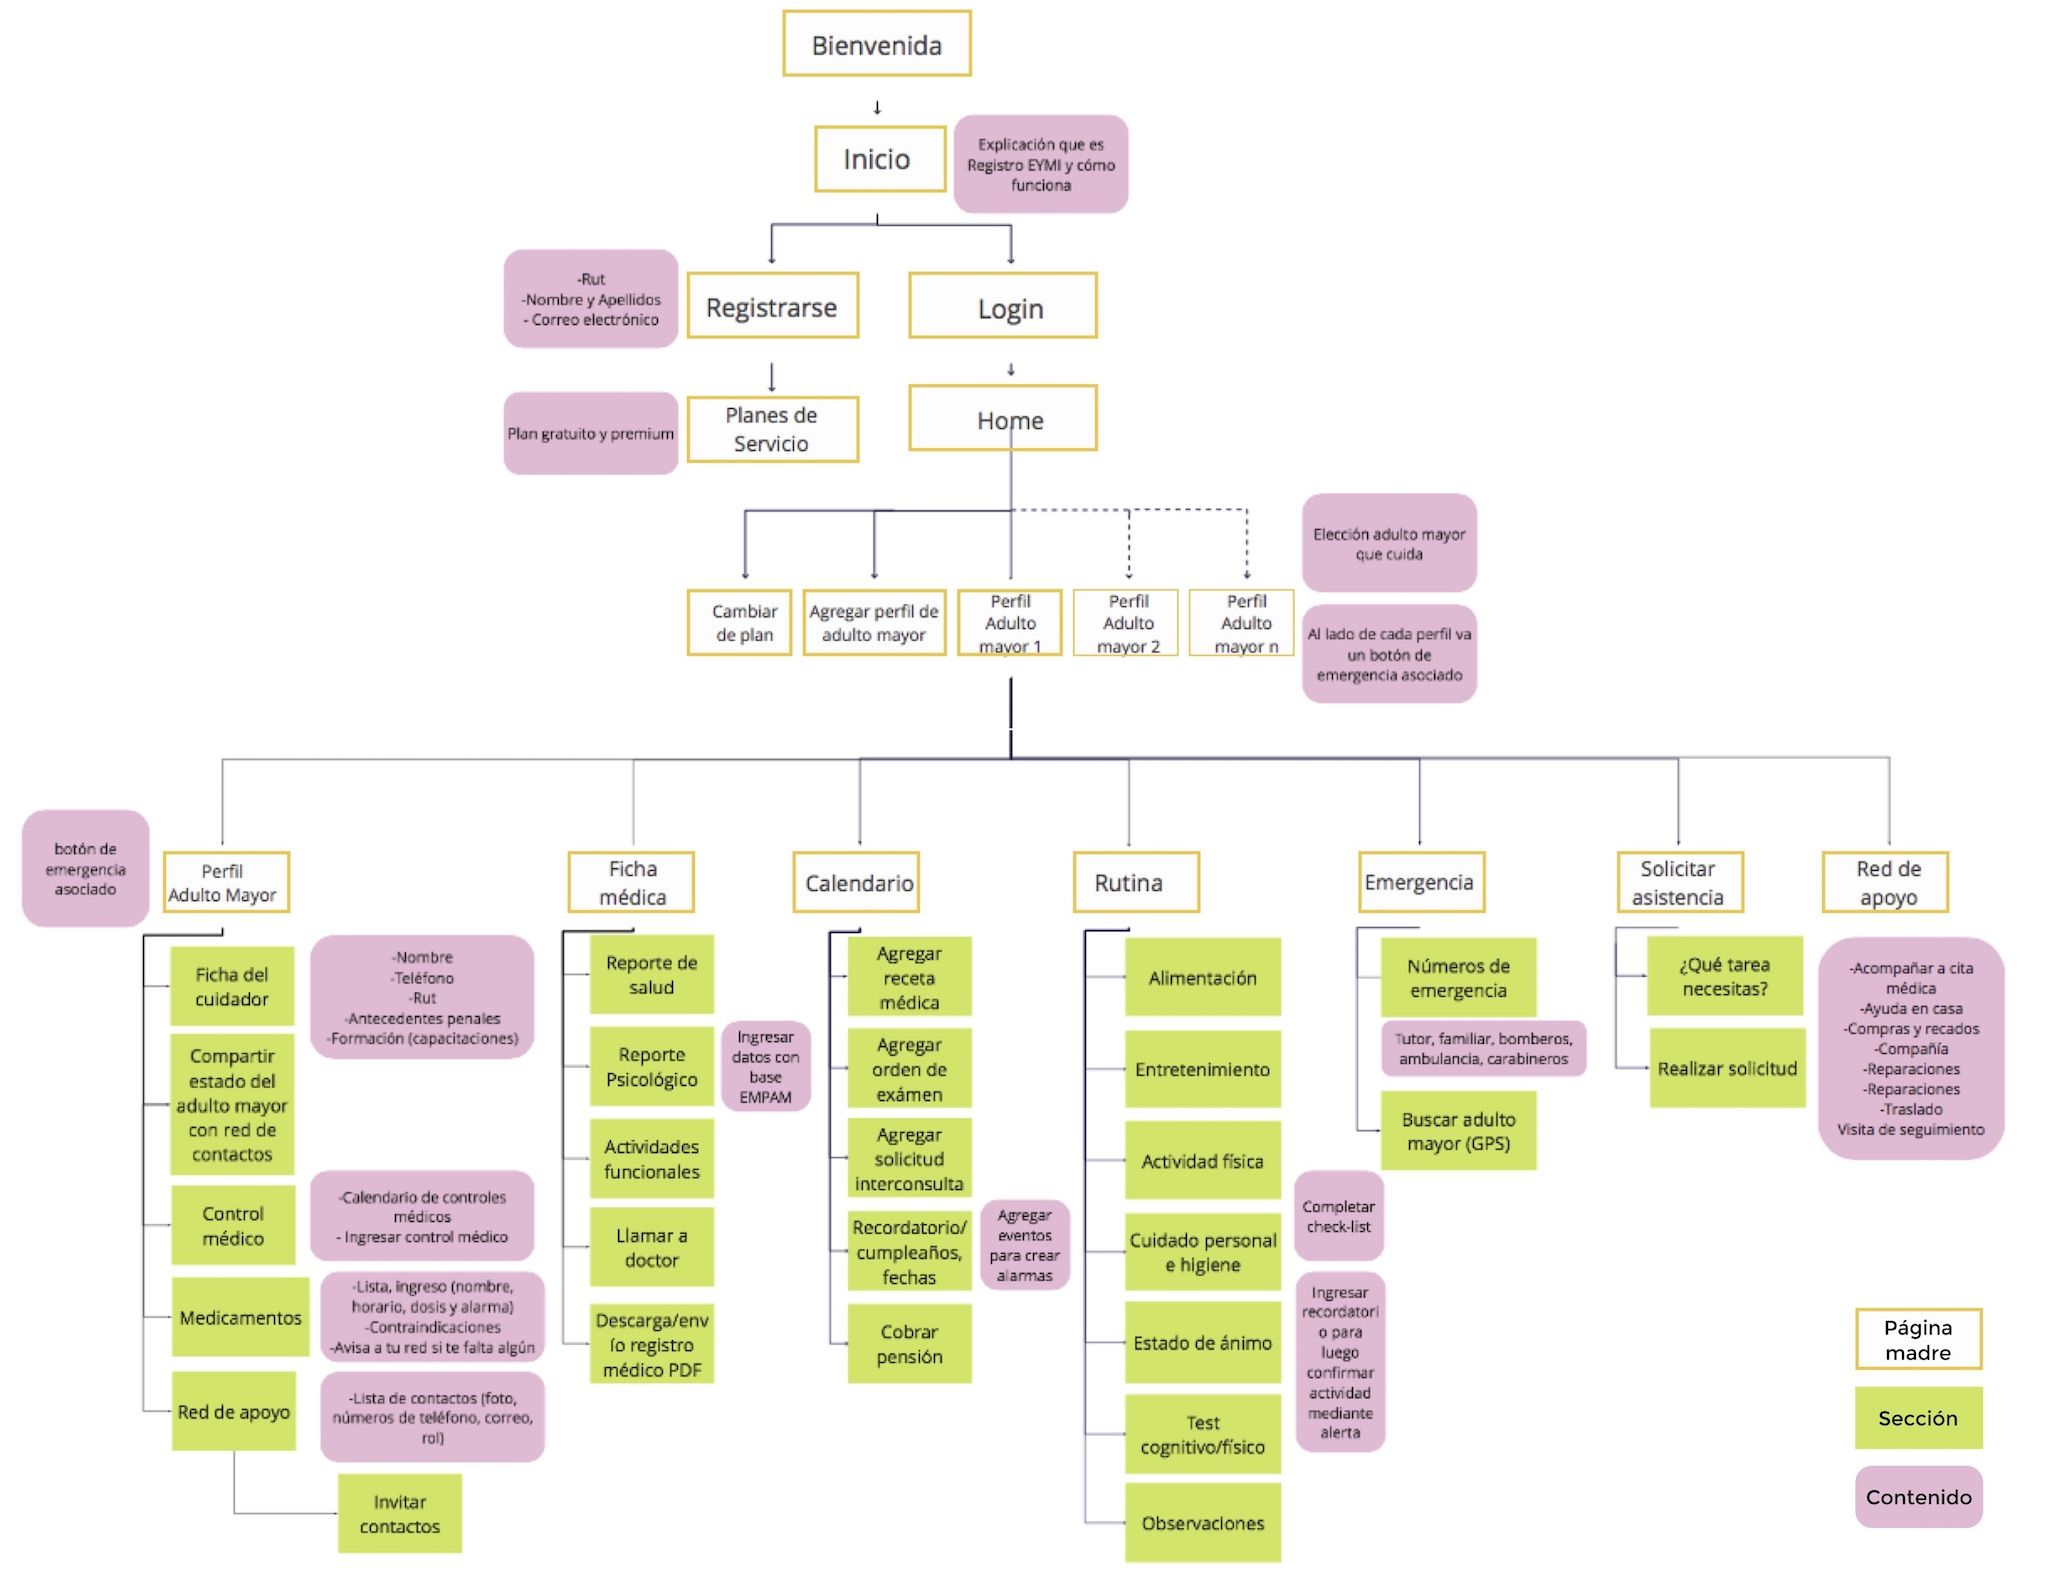 Bienvenida
Inicio
Explicación que es
Registro EYMI y cómo
funciona
-Rut
-Nombre y Apellidos
- Correo electrónico
Registrarse
Login
Plan gratuito y premium
Planes de
Servicio
Home
Elección adulto mayor
que cuida
Cambiar
de plan
Agregar perfil de
adulto mayor
Perfil
Adulto
mayor 1
Perfil
Adulto
mayor 2
Perfil
Adulto
mayor n
Al lado de cada perfil va
un botón de
emergencia asociado
botón de
emergencia
asociado
Perfil
Adulto Mayor
Ficha
médica
Calendario
Rutina
Emergencia
Solicitar
asistencia
Red de
apoyo
Ficha del
cuidador
-Nombre
-Teléfono
-Rut
-Antecedentes penales
-Formación (capacitaciones)
Compartir
estado del
adulto mayor
con red de
contactos
Control
médico
-Calendario de controles
médicos
- Ingresar control médico
Medicamentos
-Lista, ingreso (nombre,
horario, dosis y alarma)
-Contraindicaciones
-Avisa a tu red si te falta algún
Red de apoyo
-Lista de contactos (foto,
números de teléfono, correo,
rol)
Invitar
contactos
Reporte de
salud
Reporte
Psicológico
Ingresar
datos con
base
EMPAM
Actividades
funcionales
Llamar a
doctor
Descarga/env
ío registro
médico PDF
Agregar
receta
médica
Agregar
orden de
exámen
Agregar
solicitud
interconsulta
Recordatorio/
cumpleaños,
fechas
Agregar
eventos
para crear
alarmas
Cobrar
pensión
Alimentación
Entretenimiento
Actividad física
Cuidado personal
e higiene
Estado de ánimo
Test
cognitivo/físico
Observaciones
Completar
check-list
Ingresar
recordatori
o para
luego
confirmar
actividad
mediante
alerta
Números de
emergencia
Tutor, familiar, bomberos,
ambulancia, carabineros
Buscar adulto
mayor (GPS)
¿Qué tarea
necesitas?
Realizar solicitud
-Acompañar a cita
médica
-Ayuda en casa
-Compras y recados
-Compañía
-Reparaciones
-Reparaciones
-Traslado
Visita de seguimiento
Página
madre
Sección
Contenido